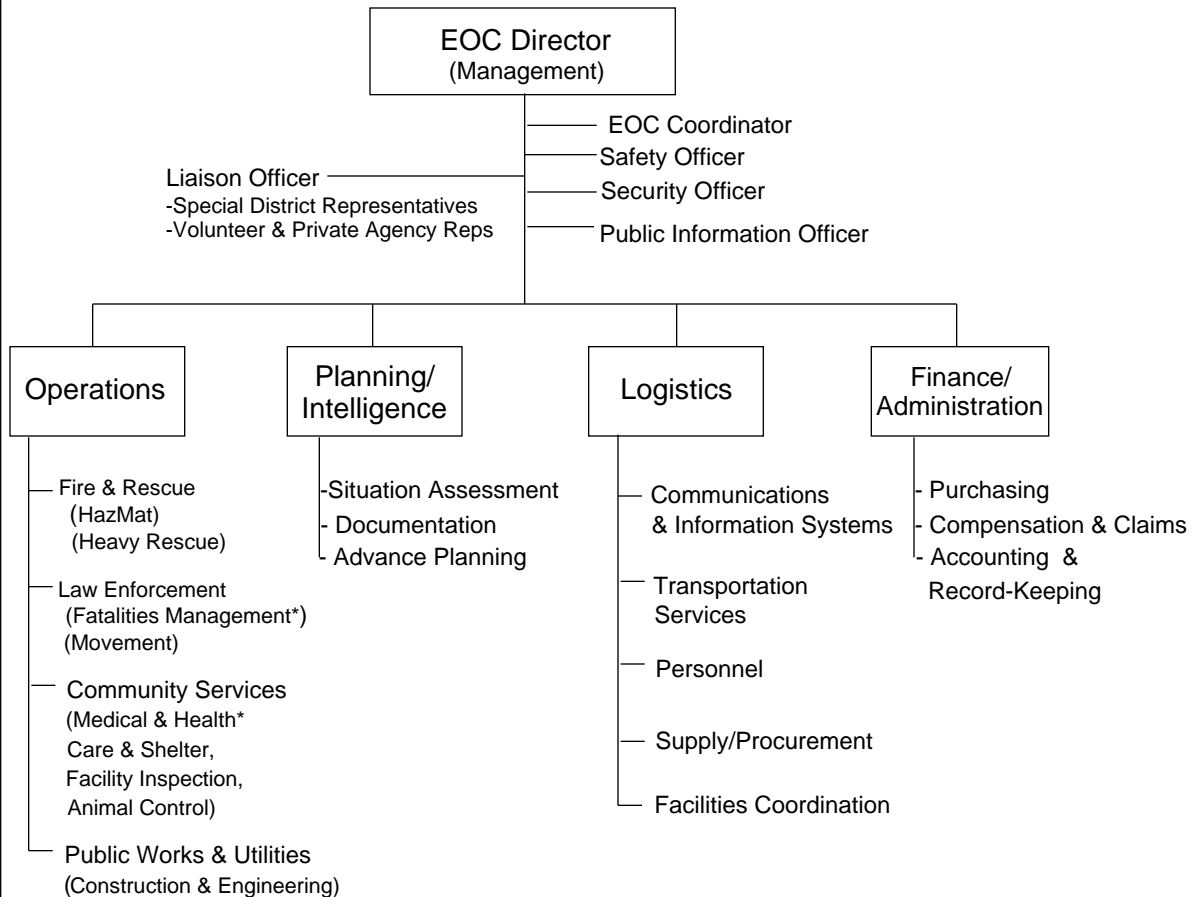 EOC Director
(Management)
EOC Coordinator
Safety Officer
Liaison Officer
-Special District Representatives
-Volunteer & Private Agency Reps
Security Officer
Public Information Officer
Operations
Planning/
Intelligence
Logistics
Finance/
Administration
Fire & Rescue
(HazMat)
(Heavy Rescue)
Law Enforcement
(Fatalities Management*)
(Movement)
Community Services
(Medical & Health*
Care & Shelter,
Facility Inspection,
Animal Control)
Public Works & Utilities
(Construction & Engineering)
-Situation Assessment
- Documentation
- Advance Planning
Communications
& Information Systems
Transportation
Services
Personnel
Supply/Procurement
Facilities Coordination
- Purchasing
- Compensation & Claims
- Accounting &
Record-Keeping